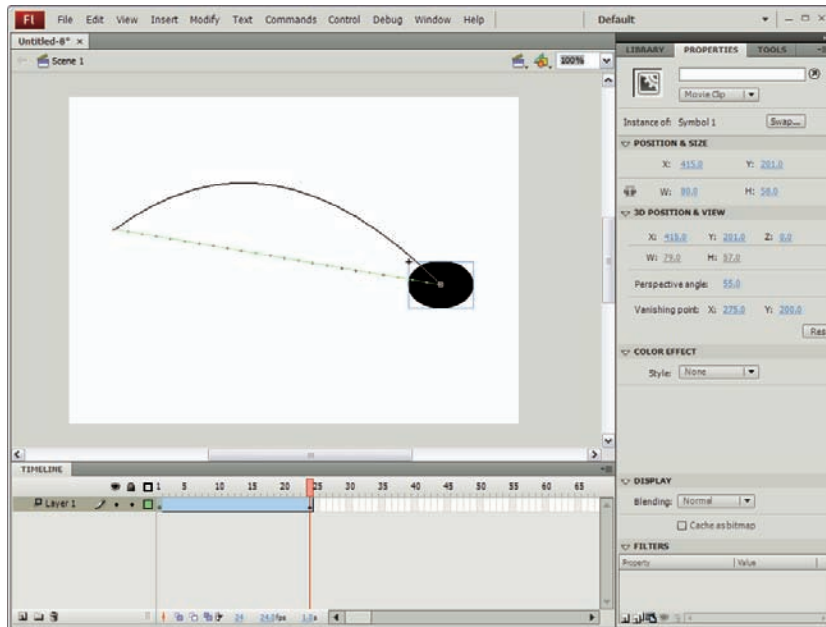 Fl File Edit View Insert Modify Text Commands Control Debug Window Help Default
Untitled-8* ×
Scene 1 100%
LIBRARY PROPERTIES TOOLS
Movie Clip
Instance of: Symbol 1 Swap...
POSITION & SIZE
X: 415.0 Y: 201.0
W: H:
3D POSITION & VIEW
X: 415.0 Y: 201.0 Z: 0.0
W: 79.0 H: 57.0
Perspective angle: 55.0
Vanishing point: X: 275.0 Y: 200.0
Res
COLOR EFFECT
Style: None
TIMELINE
1 5 10 15 20 25 30 35 40 45 50 55 60 65
Layer 1
24 24.0fps
DISPLAY
Blending: Normal
Cache as bitmap
FILTERS
Property Value